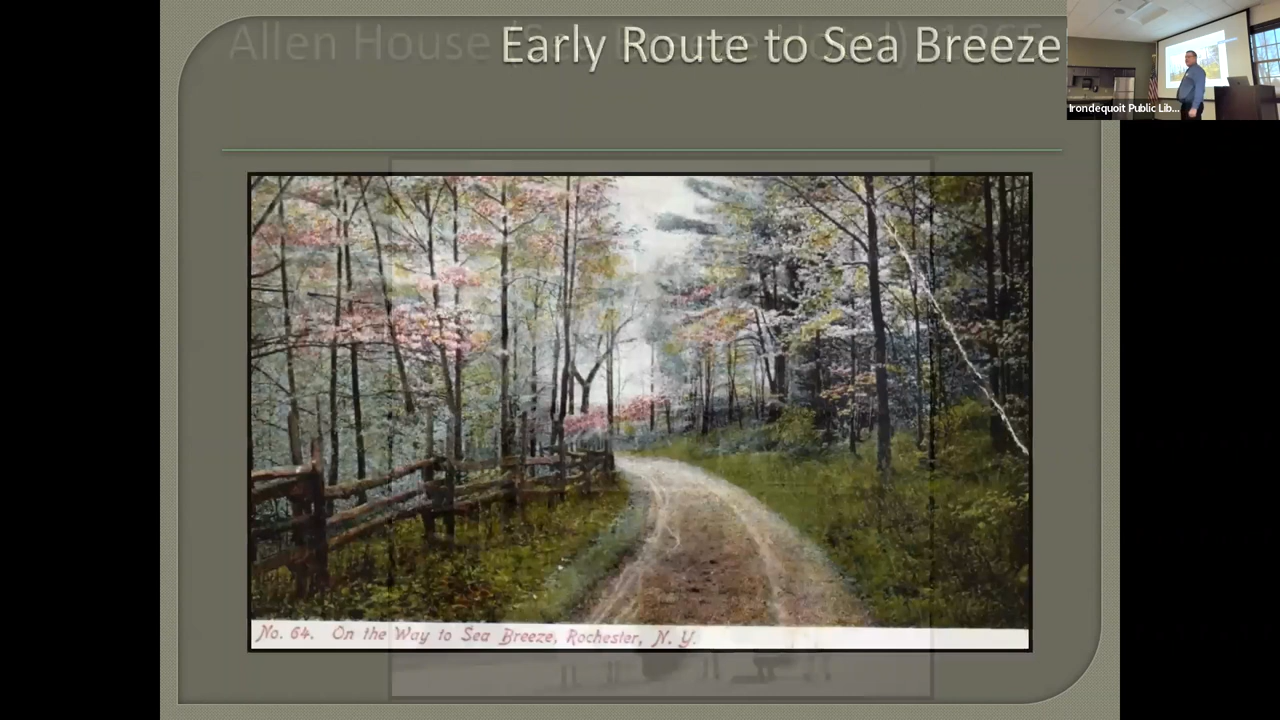 Early Route to Sea Breeze
Allen House
Irondequoit Public Lib...
No. 64. On the Way to Sea Breeze, Rochester, N. Y.